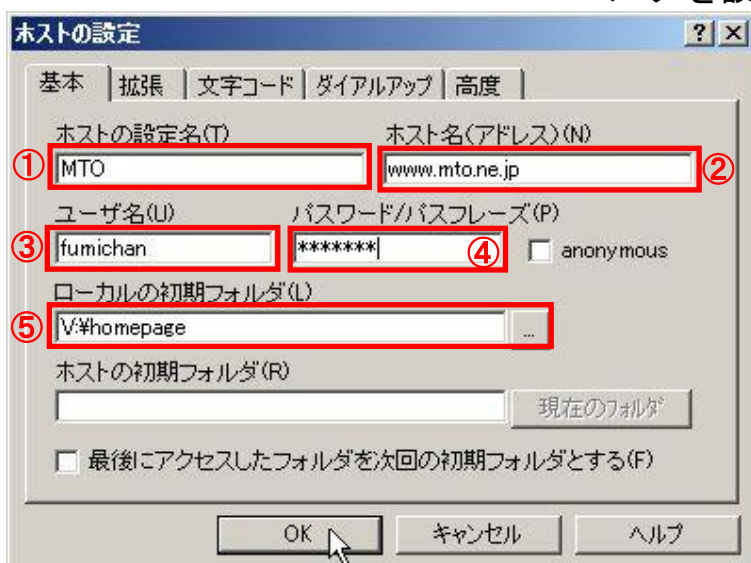 ホストの設定
基本 拡張 文字コード ダイアルアップ 高度
ホストの設定名(T) ホスト名(アドレス)(N)
① MTO www.mto.ne.jp ②
ユーザ名(U) パスワード/パスフレーズ(P)
③ fumichan ******* ④ anonymous
ローカルの初期フォルダ(L)
⑤ V:¥homepage ...
ホストの初期フォルダ(R)
現在のフォルダ
最後にアクセスしたフォルダを次回の初期フォルダとする(F)
OK キャンセル ヘルプ